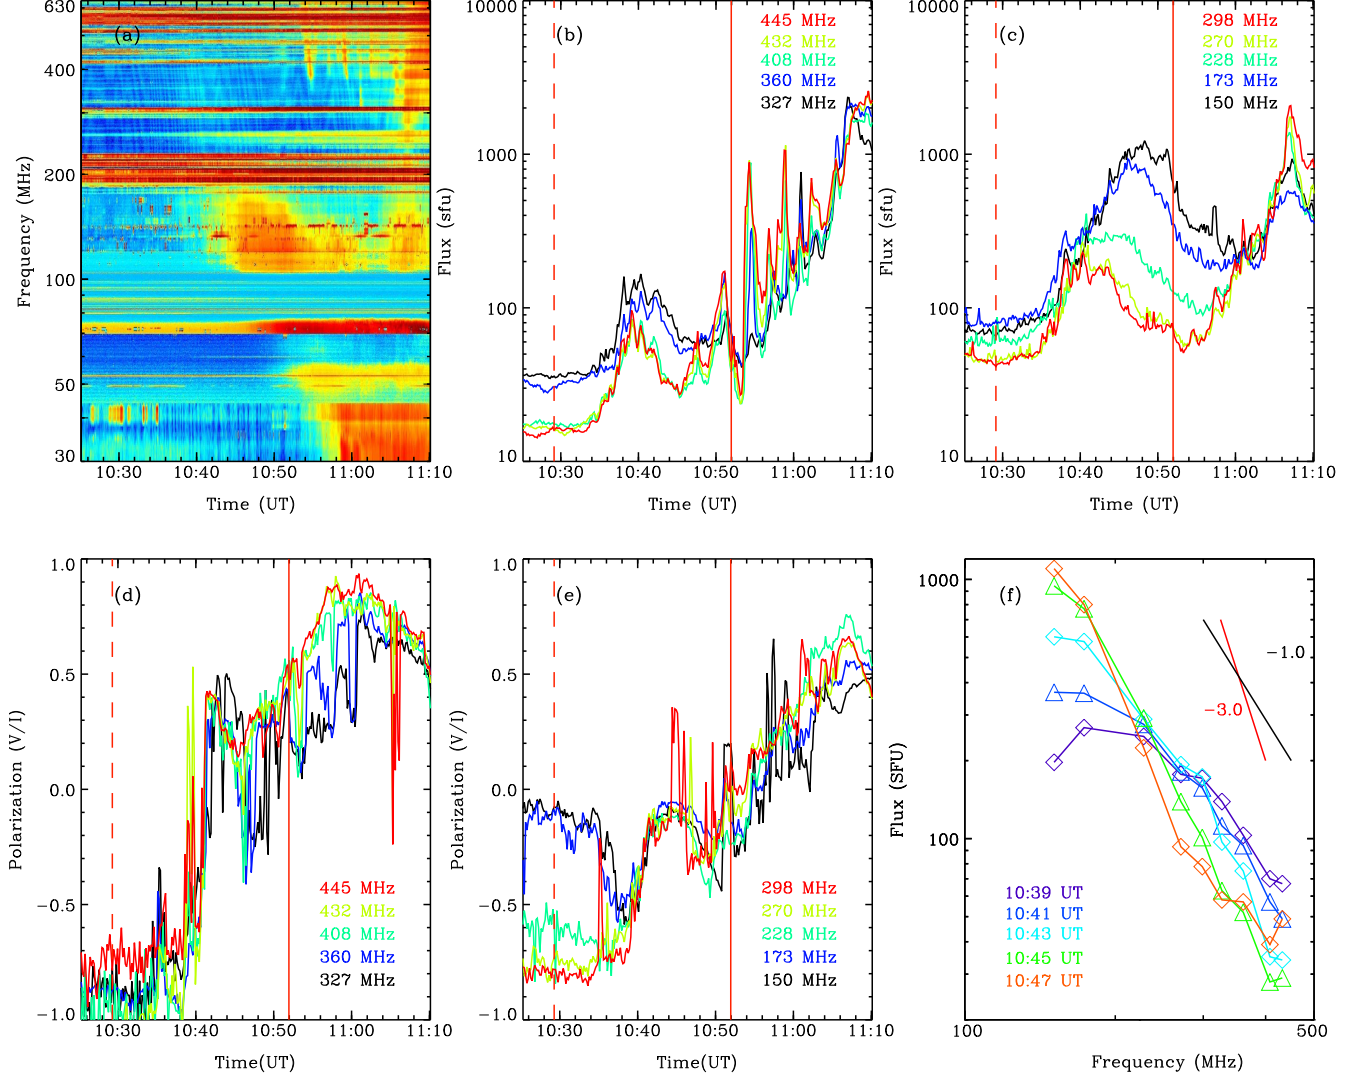 (a)
630
400
200
100
50
30
Frequency (MHz)
10:30 10:40 10:50 11:00 11:10
Time (UT)
(b)
10000
1000
100
10
Flux (sfu)
445 MHz
432 MHz
408 MHz
360 MHz
327 MHz
10:30 10:40 10:50 11:00 11:10
Time (UT)
(c)
10000
1000
100
10
Flux (sfu)
298 MHz
270 MHz
228 MHz
173 MHz
150 MHz
10:30 10:40 10:50 11:00 11:10
Time (UT)
(d)
1.0
0.5
0.0
−0.5
−1.0
Polarization (V/I)
445 MHz
432 MHz
408 MHz
360 MHz
327 MHz
10:30 10:40 10:50 11:00 11:10
Time(UT)
(e)
1.0
0.5
0.0
−0.5
−1.0
Polarization (V/I)
298 MHz
270 MHz
228 MHz
173 MHz
150 MHz
10:30 10:40 10:50 11:00 11:10
Time(UT)
(f)
1000
100
Flux (SFU)
−1.0
−3.0
10:39 UT
10:41 UT
10:43 UT
10:45 UT
10:47 UT
100 500
Frequency (MHz)